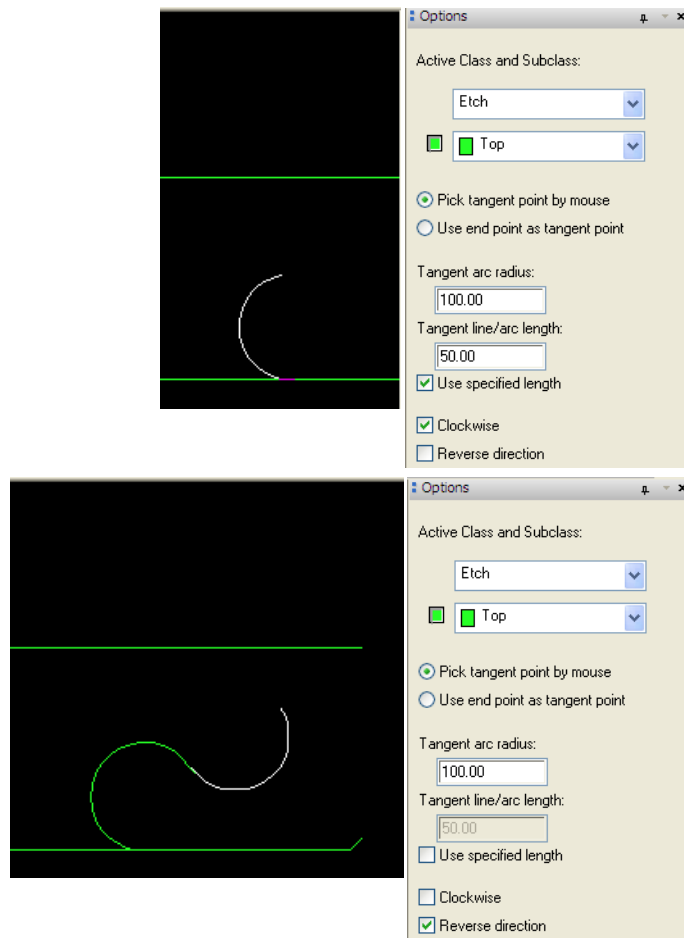 Options
Active Class and Subclass:
Etch
Top
Pick tangent point by mouse
Use end point as tangent point
Tangent arc radius:
100.00
Tangent line/arc length:
50.00
Use specified length
Clockwise
Reverse direction
Options
Active Class and Subclass:
Etch
Top
Pick tangent point by mouse
Use end point as tangent point
Tangent arc radius:
100.00
Tangent line/arc length:
50.00
Use specified length
Clockwise
Reverse direction